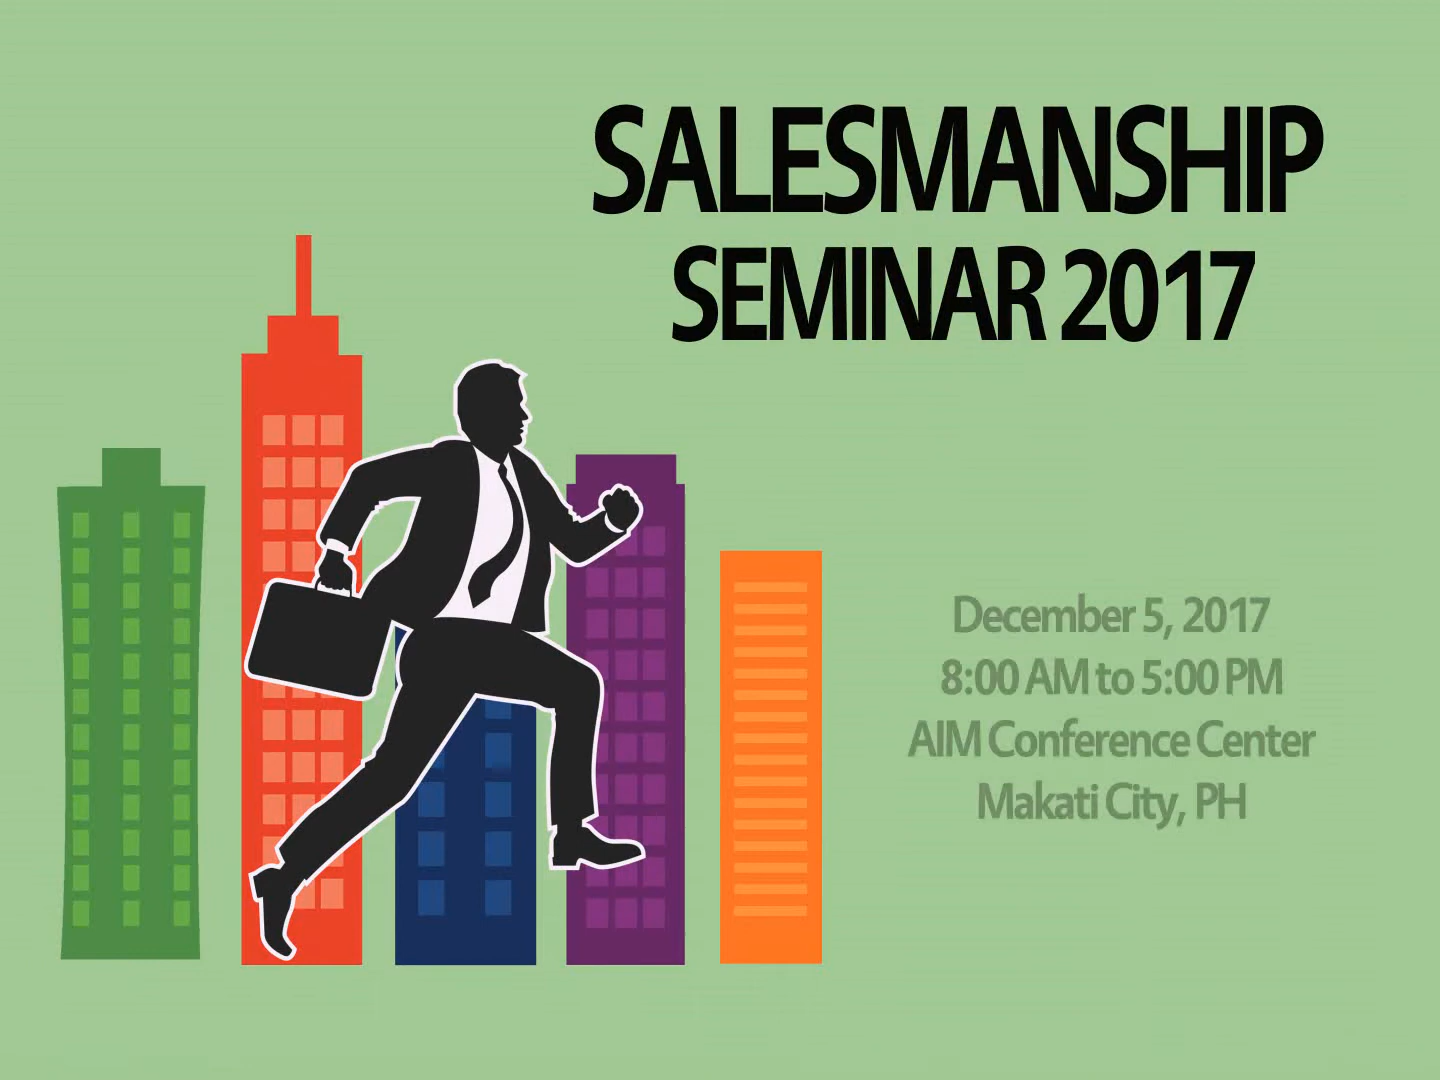 SALESMANSHIP
SEMINAR 2017
December 5, 2017
8:00 AM to 5:00 PM
AIM Conference Center
Makati City, PH